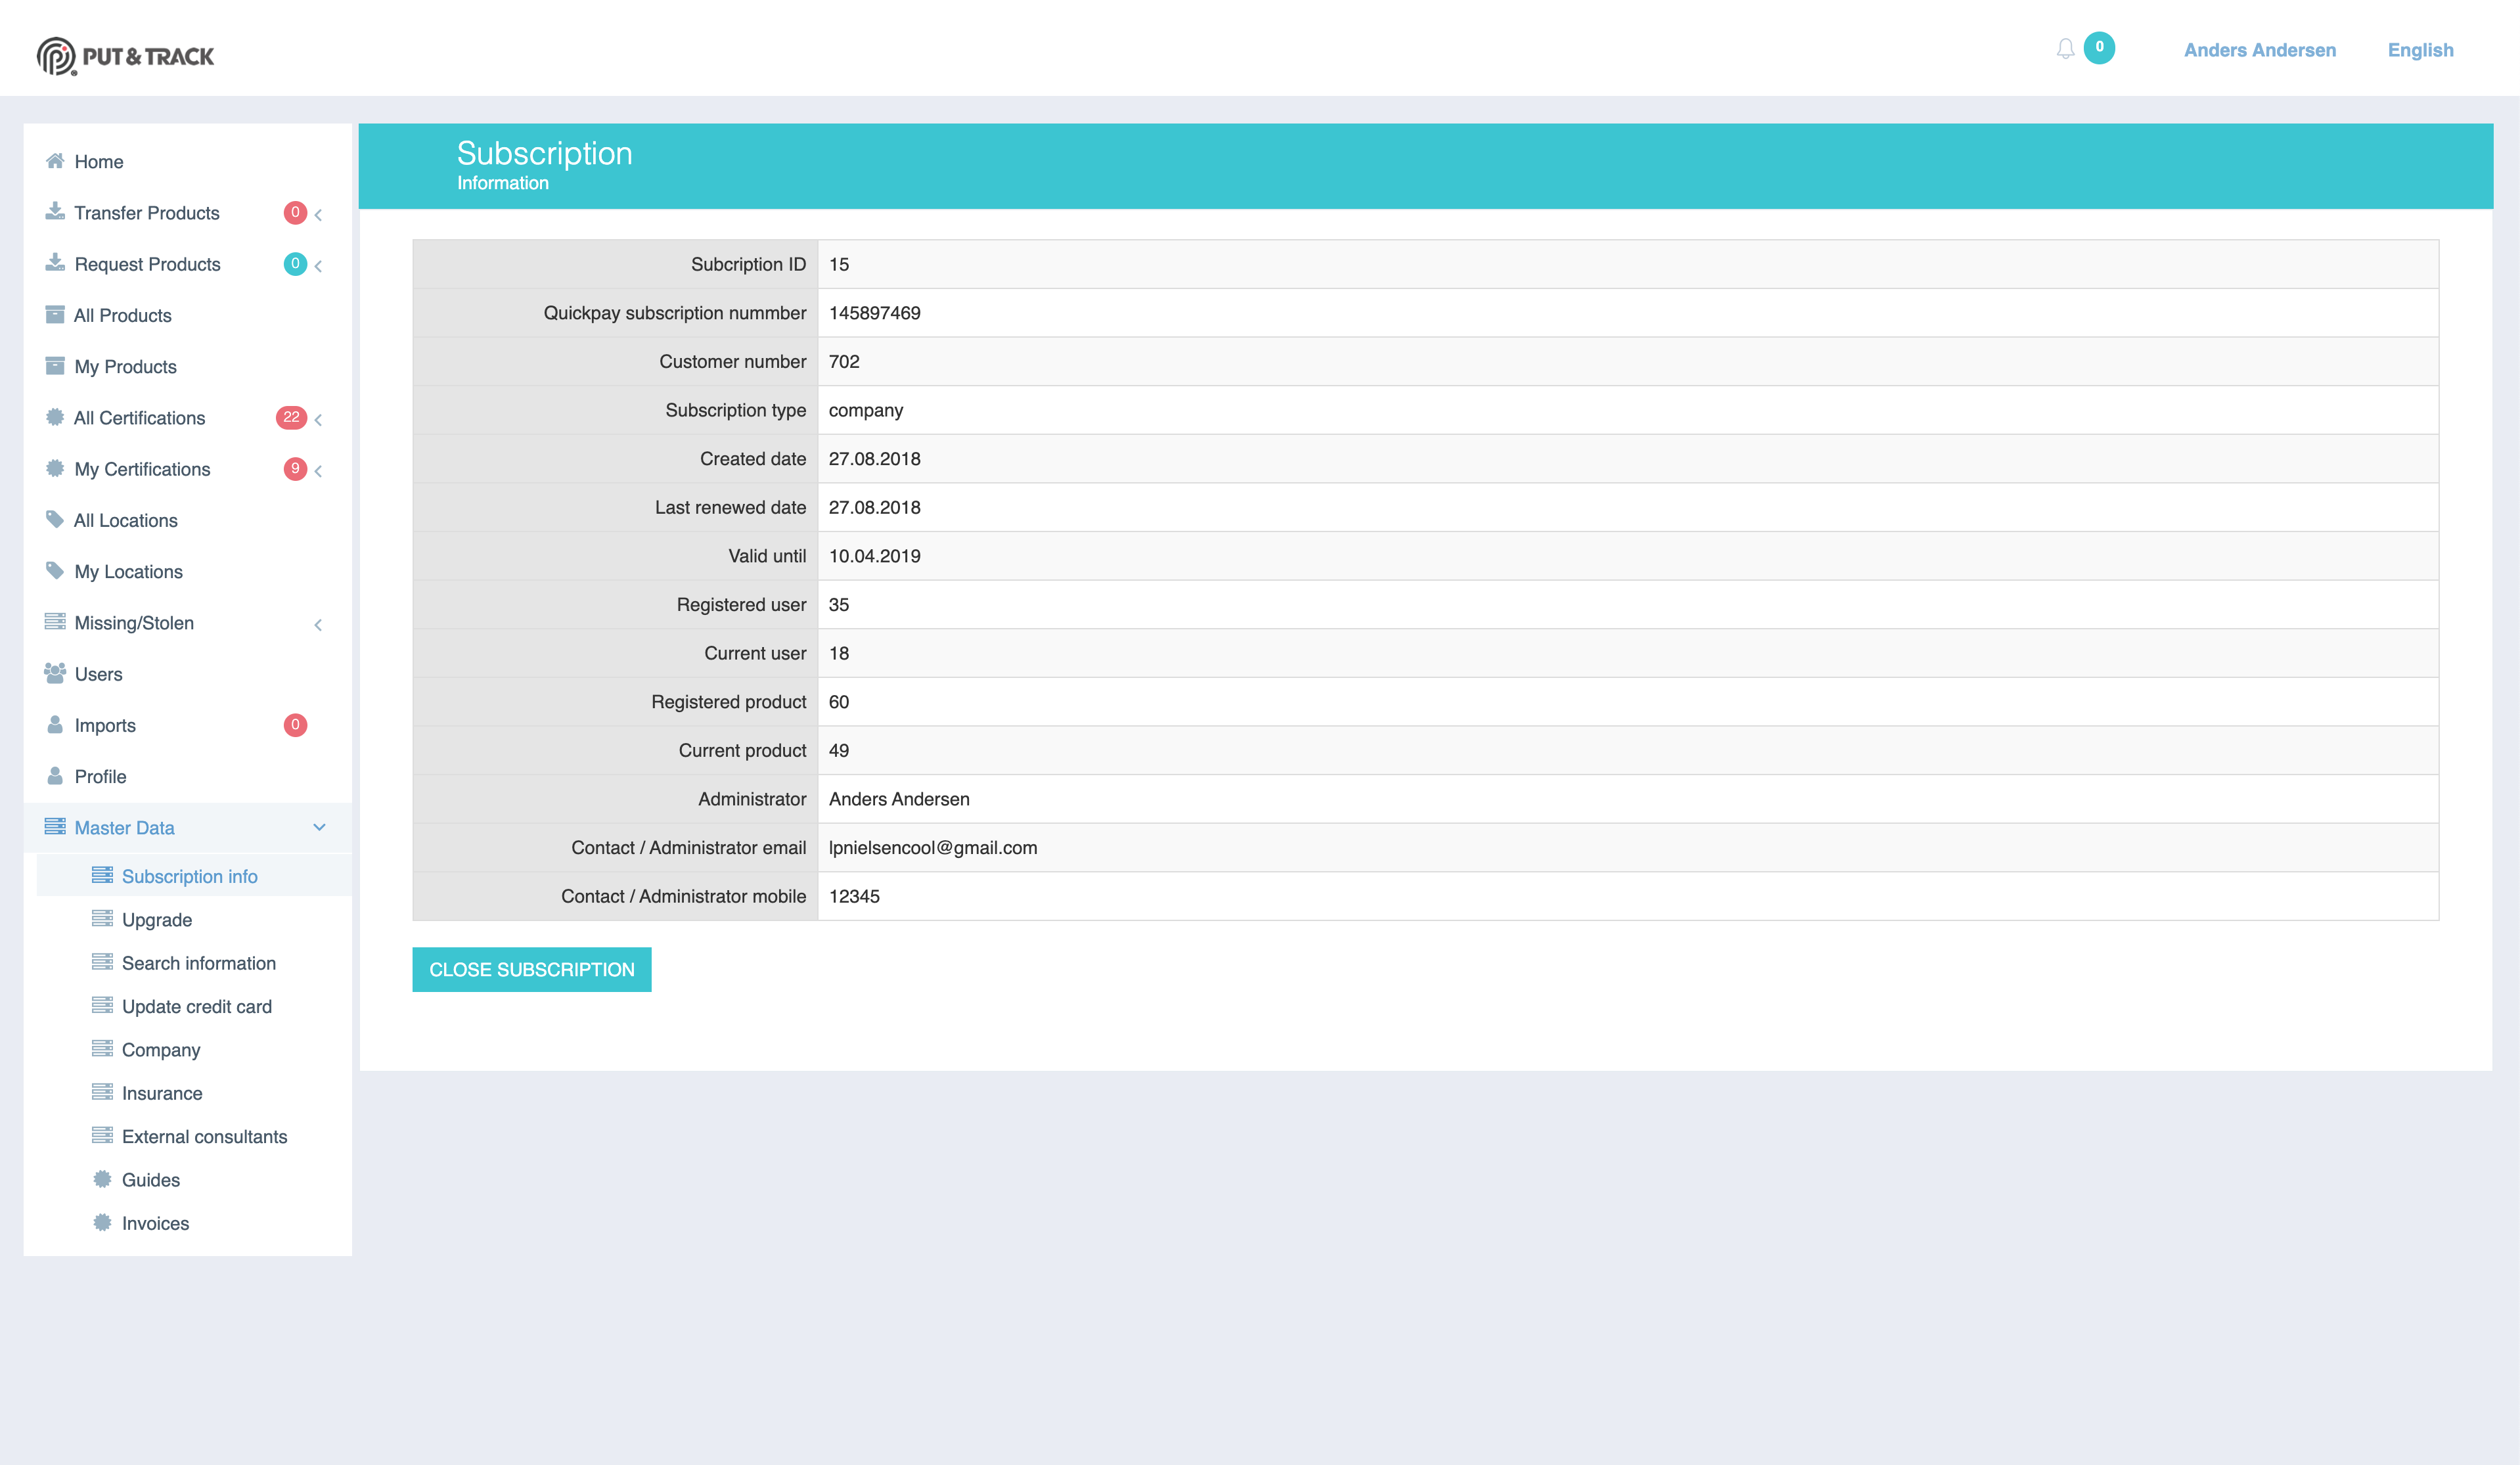 PUT & TRACK
0
Anders Andersen
English
Home
Transfer Products 0
Request Products 0
All Products
My Products
All Certifications 22
My Certifications 9
All Locations
My Locations
Missing/Stolen
Users
Imports 0
Profile
Master Data
Subscription info
Upgrade
Search information
Update credit card
Company
Insurance
External consultants
Guides
Invoices
Subscription
Information
Subcription ID 15
Quickpay subscription nummber 145897469
Customer number 702
Subscription type company
Created date 27.08.2018
Last renewed date 27.08.2018
Valid until 10.04.2019
Registered user 35
Current user 18
Registered product 60
Current product 49
Administrator Anders Andersen
Contact / Administrator email lpnielsencool@gmail.com
Contact / Administrator mobile 12345
CLOSE SUBSCRIPTION